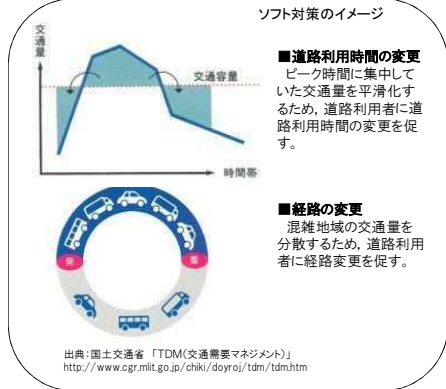 ソフト対策のイメージ
交通量
交通容量
時間帯
■道路利用時間の変更
ピーク時間に集中して
いた交通量を平滑化す
るため，道路利用者に道
路利用時間の変更を促
す。
発
着
■経路の変更
混雑地域の交通量を
分散するため，道路利用
者に経路変更を促す。
出典：国土交通省 「TDM(交通需要マネジメント)」
http://www.cgr.mlit.go.jp/chiki/doyroj/tdm/tdm.htm